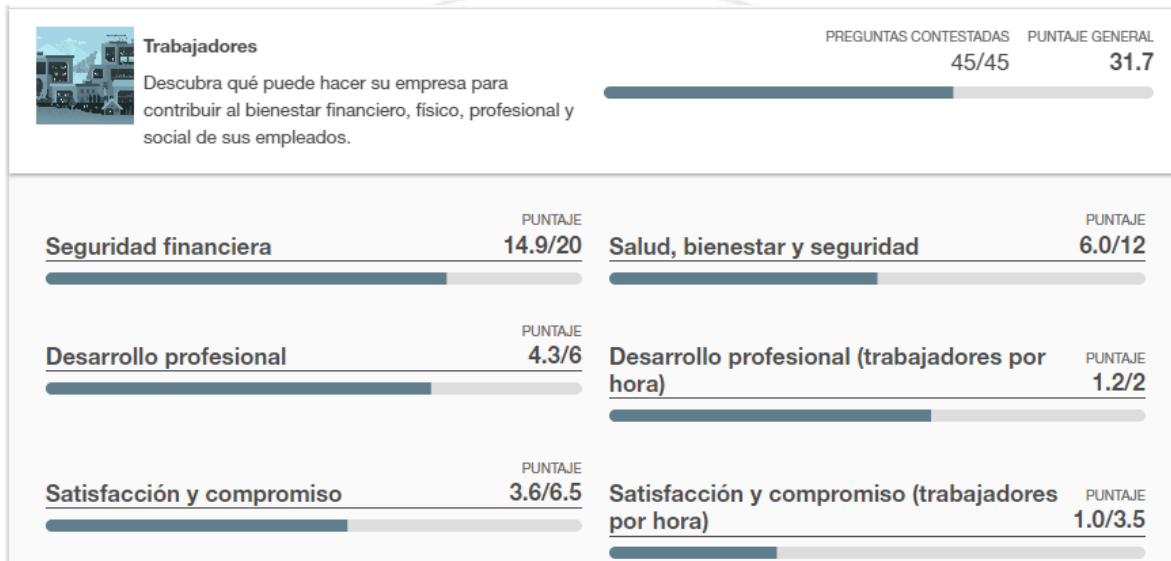 Trabajadores
Descubra qué puede hacer su empresa para
contribuir al bienestar financiero, físico, profesional y
social de sus empleados.
PREGUNTAS CONTESTADAS PUNTAJE GENERAL
45/45 31.7
PUNTAJE
Seguridad financiera 14.9/20
PUNTAJE
Salud, bienestar y seguridad 6.0/12
PUNTAJE
Desarrollo profesional 4.3/6
Desarrollo profesional (trabajadores por PUNTAJE
hora) 1.2/2
PUNTAJE
Satisfacción y compromiso 3.6/6.5
Satisfacción y compromiso (trabajadores PUNTAJE
por hora) 1.0/3.5